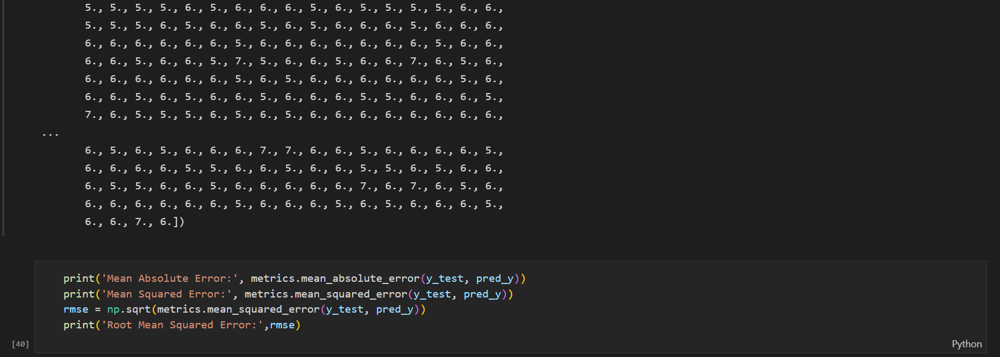 5., 5., 5., 5., 6., 5., 6., 6., 6., 5., 6., 5., 5., 5., 5., 6., 6.,
5., 5., 5., 6., 5., 6., 6., 5., 6., 5., 6., 6., 6., 5., 6., 6., 6.,
6., 6., 6., 6., 6., 6., 5., 6., 6., 6., 6., 6., 6., 6., 5., 6., 6.,
6., 6., 5., 6., 6., 5., 7., 5., 6., 6., 5., 6., 6., 7., 6., 5., 6.,
6., 6., 6., 6., 6., 6., 5., 6., 5., 6., 6., 6., 6., 6., 6., 5., 6.,
6., 6., 5., 6., 5., 6., 6., 5., 6., 6., 6., 5., 5., 6., 6., 6., 5.,
7., 6., 5., 5., 5., 6., 5., 6., 5., 6., 6., 6., 6., 6., 6., 6., 6.,
...
6., 5., 6., 5., 6., 6., 6., 7., 7., 6., 6., 5., 6., 6., 6., 6., 5.,
6., 6., 6., 6., 5., 5., 6., 6., 5., 6., 6., 5., 5., 6., 5., 6., 6.,
6., 5., 5., 6., 6., 5., 6., 6., 6., 6., 6., 7., 6., 7., 6., 5., 6.,
6., 6., 6., 6., 6., 6., 5., 6., 6., 6., 5., 6., 5., 6., 6., 6., 5.,
6., 6., 7., 6.])
print('Mean Absolute Error:', metrics.mean_absolute_error(y_test, pred_y))
print('Mean Squared Error:', metrics.mean_squared_error(y_test, pred_y))
rmse = np.sqrt(metrics.mean_squared_error(y_test, pred_y))
print('Root Mean Squared Error:',rmse)
[40]
Python